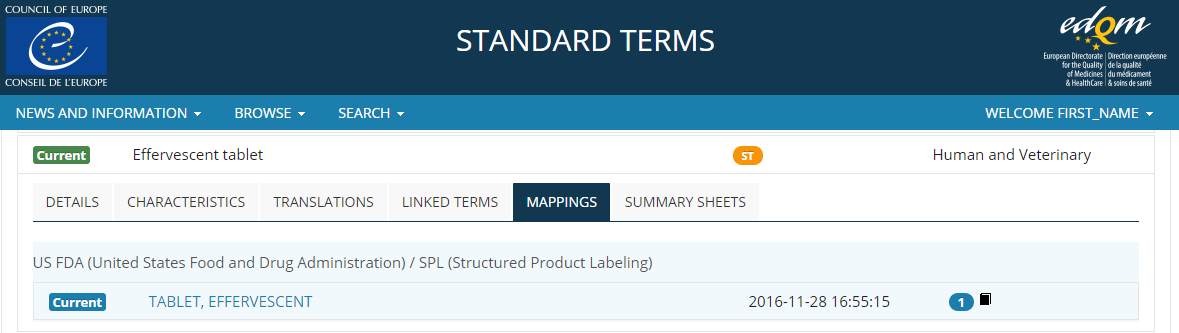 COUNCIL OF EUROPE
CONSEIL DE L'EUROPE
STANDARD TERMS
edQm
European Directorate | Direction européenne
for the Quality | de la qualité
of Medicines | du médicament
& HealthCare | & soins de santé
NEWS AND INFORMATION BROWSE SEARCH WELCOME FIRST_NAME
Current Effervescent tablet ST Human and Veterinary
DETAILS CHARACTERISTICS TRANSLATIONS LINKED TERMS MAPPINGS SUMMARY SHEETS
US FDA (United States Food and Drug Administration) / SPL (Structured Product Labeling)
Current TABLET, EFFERVESCENT 2016-11-28 16:55:15 1